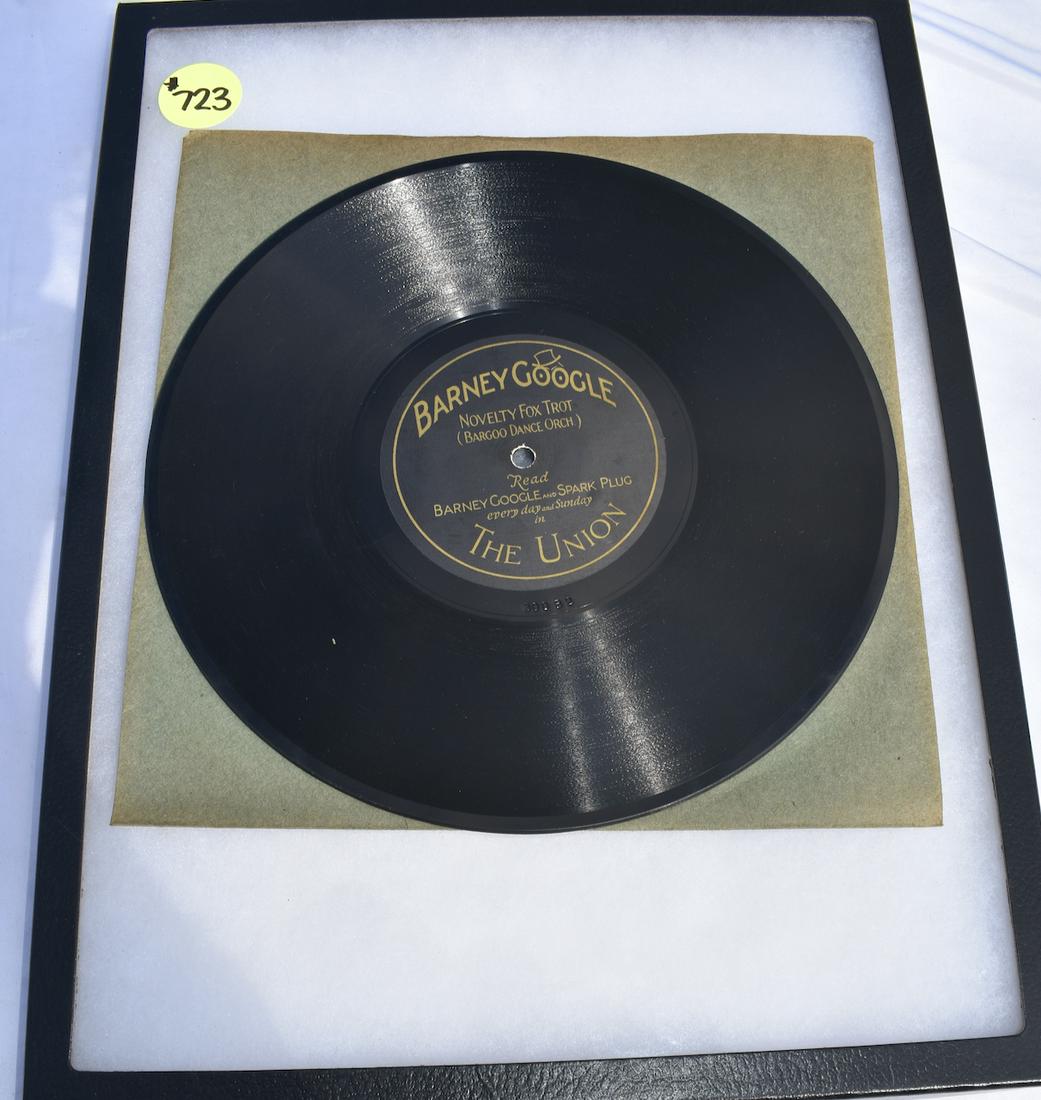 #723
BARNEY GOOGLE
NOVELTY FOX TROT
(BARGOO DANCE ORCH)
Read
BARNEY GOOGLE AND SPARK PLUG
every day and Sunday
in
THE UNION